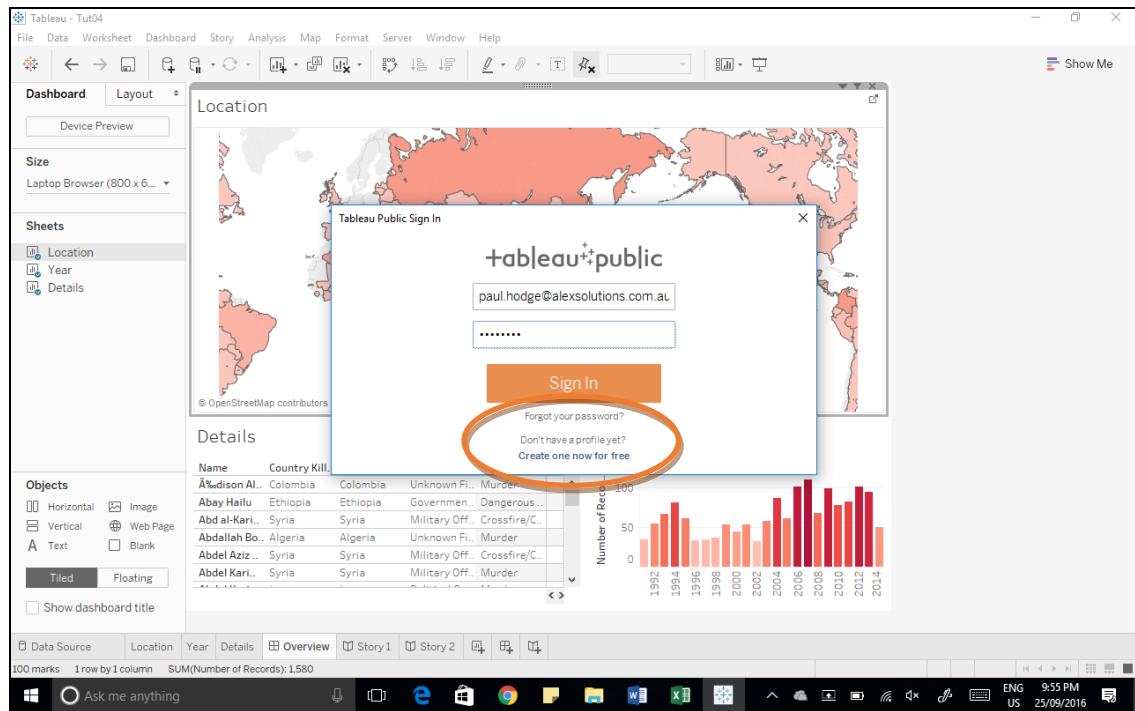 Tableau - Tut04
File Data Worksheet Dashboard Story Analysis Map Format Server Window Help
Show Me
Dashboard Layout
Device Preview
Size
Laptop Browser (800 x 6...
Sheets
Location
Year
Details
Objects
Horizontal Image
Vertical Web Page
Text Blank
Tiled Floating
Show dashboard title
Location
© OpenStreetMap contributors
Tableau Public Sign In
tableau public
paul.hodge@alexsolutions.com.au
Sign In
Forgot your password?
Don't have a profile yet?
Create one now for free
Details
Name Country Kill..
Ã‰dison Al.. Colombia Colombia Unknown Fi.. Murder
Abay Hailu Ethiopia Ethiopia Governmen.. Dangerous ..
Abd al-Kari.. Syria Syria Military Off.. Crossfire/C..
Abdallah Bo.. Algeria Algeria Unknown Fi.. Murder
Abdel Aziz .. Syria Syria Military Off.. Crossfire/C..
Abdel Kari.. Syria Syria Military Off.. Murder
Number of Reco..
100
50
0
1992 1994 1996 1998 2000 2002 2004 2006 2008 2010 2012 2014
Data Source Location Year Details Overview Story 1 Story 2
100 marks 1 row by 1 column SUM(Number of Records): 1,580
Ask me anything
ENG 9:55 PM
US 25/09/2016